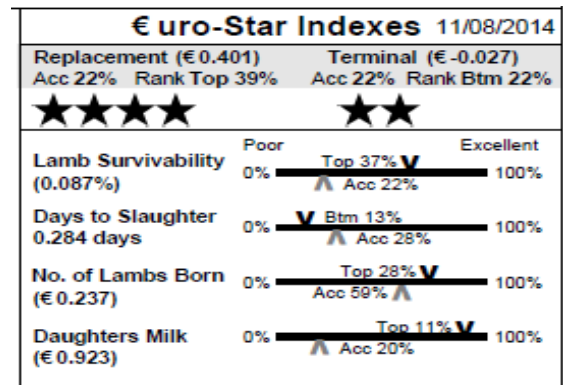 €uro-Star Indexes 11/08/2014
Replacement (€0.401) Terminal (€-0.027)
Acc 22% Rank Top 39% Acc 22% Rank Btm 22%
Poor Excellent
Lamb Survivability
(0.087%)
0% Top 37% 100%
Acc 22%
Days to Slaughter
0.284 days
0% Btm 13% 100%
Acc 28%
No. of Lambs Born
(€0.237)
0% Top 28% 100%
Acc 59%
Daughters Milk
(€0.923)
0% Top 11% 100%
Acc 20%